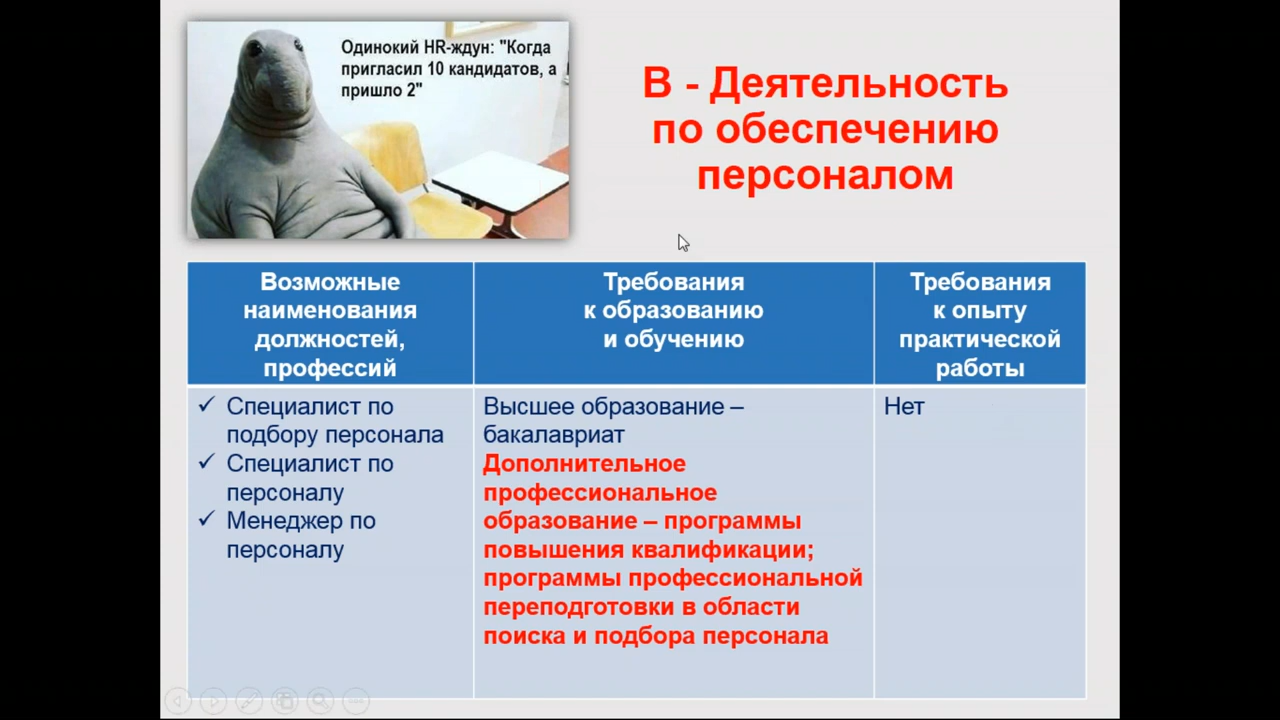 Одинокий HR-ждун: "Когда
пригласил 10 кандидатов, а
пришло 2"
В - Деятельность
по обеспечению
персоналом
Возможные
наименования
должностей,
профессий
Требования
к образованию
и обучению
Требования
к опыту
практической
работы
Специалист по
подбору персонала
Специалист по
персоналу
Менеджер по
персоналу
Высшее образование –
бакалавриат
Дополнительное
профессиональное
образование – программы
повышения квалификации;
программы профессиональной
переподготовки в области
поиска и подбора персонала
Нет